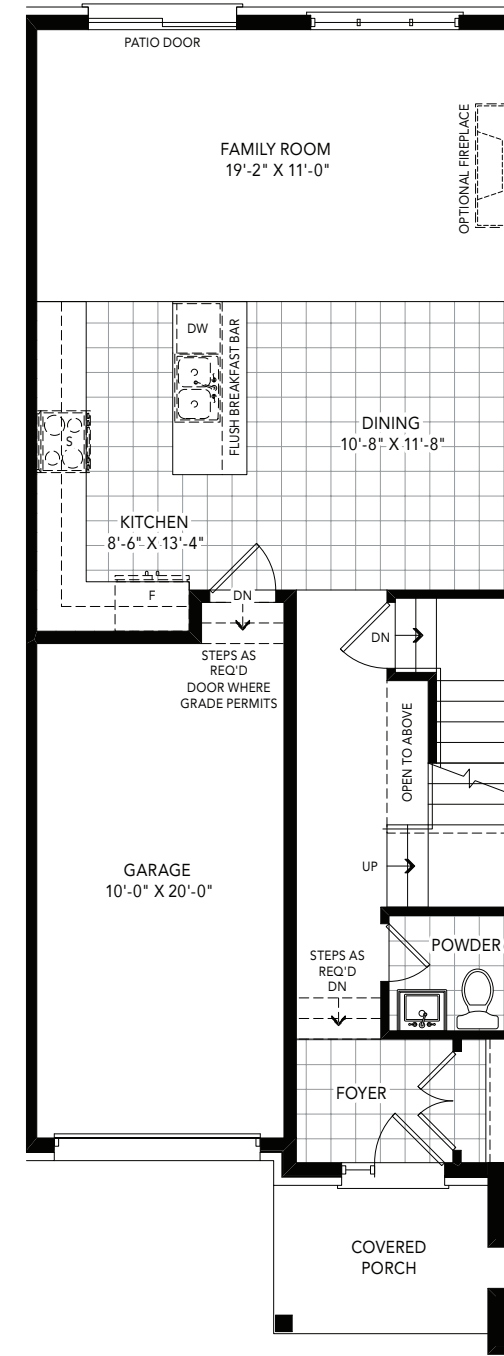 PATIO DOOR
FAMILY ROOM
19'-2" X 11'-0"
OPTIONAL FIREPLACE
DW
FLUSH BREAKFAST BAR
S
DINING
10'-8" X 11'-8"
KITCHEN
8'-6" X 13'-4"
F
DN
STEPS AS
REQ'D
DOOR WHERE
GRADE PERMITS
DN
OPEN TO ABOVE
UP
GARAGE
10'-0" X 20'-0"
POWDER
STEPS AS
REQ'D
DN
FOYER
COVERED
PORCH